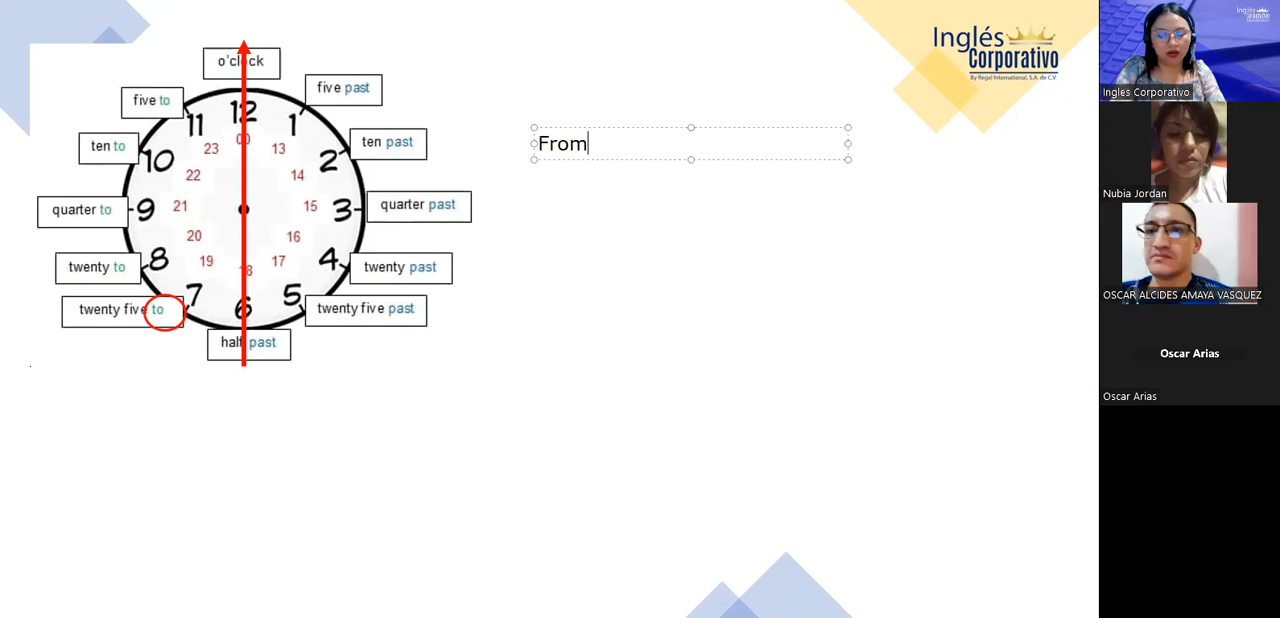 o'clock
five past
five to
ten past
ten to
quarter past
quarter to
twenty past
twenty to
twenty five past
twenty five to
half past
12
1
2
3
4
5
6
7
8
9
10
11
00
13
14
15
16
17
18
19
20
21
22
23
From
Inglés
Corporativo
By Regal International, S.A. de C.V
Ingles Corporativo
Nubia Jordan
OSCAR ALCIDES AMAYA VASQUEZ
Oscar Arias
Oscar Arias